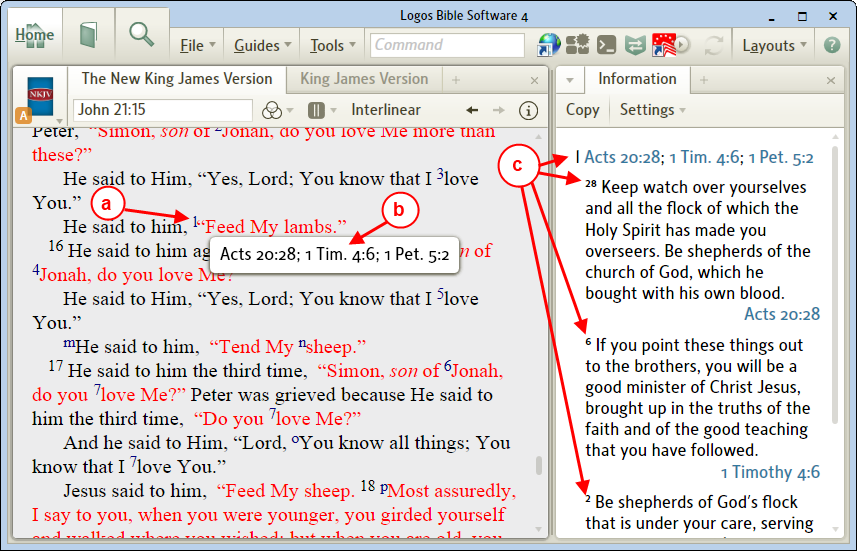 Logos Bible Software 4
Home File Guides Tools Command Layouts ?
NKJV
A
The New King James Version King James Version
John 21:15 Interlinear
Peter, “Simon, son of 2Jonah, do you love Me more than
these?”
He said to Him, “Yes, Lord; You know that I 3love
You.”
He said to him, l“Feed My lambs.”
16 He said to him ag son of
4Jonah, do you love Me?”
He said to Him, “Yes, Lord; You know that I 5love
You.”
mHe said to him, “Tend My nsheep.”
17 He said to him the third time, “Simon, son of 6Jonah,
do you 7love Me?” Peter was grieved because He said to
him the third time, “Do you 7love Me?”
And he said to Him, “Lord, oYou know all things; You
know that I 7love You.”
Jesus said to him, “Feed My sheep. 18 pMost assuredly,
I say to you, when you were younger, you girded yourself
and walked where you wished; but when you are old, you
a
b
Acts 20:28; 1 Tim. 4:6; 1 Pet. 5:2
c
Information
Copy Settings
l Acts 20:28; 1 Tim. 4:6; 1 Pet. 5:2
28 Keep watch over yourselves
and all the flock of which the
Holy Spirit has made you
overseers. Be shepherds of the
church of God, which he
bought with his own blood.
Acts 20:28
6 If you point these things out
to the brothers, you will be a
good minister of Christ Jesus,
brought up in the truths of the
faith and of the good teaching
that you have followed.
1 Timothy 4:6
2 Be shepherds of God’s flock
that is under your care, serving